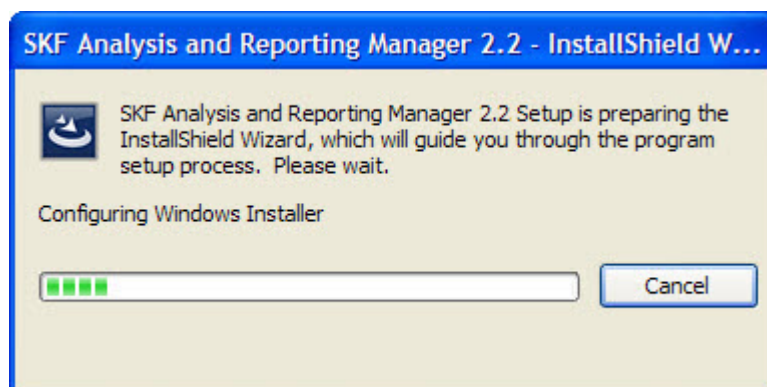 SKF Analysis and Reporting Manager 2.2 - InstallShield W...
SKF Analysis and Reporting Manager 2.2 Setup is preparing the
InstallShield Wizard, which will guide you through the program
setup process. Please wait.
Configuring Windows Installer
Cancel